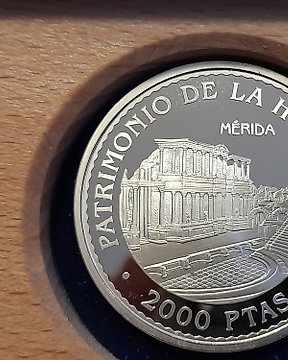 PATRIMONIO DE LA H
MÉRIDA
2000 PTAS